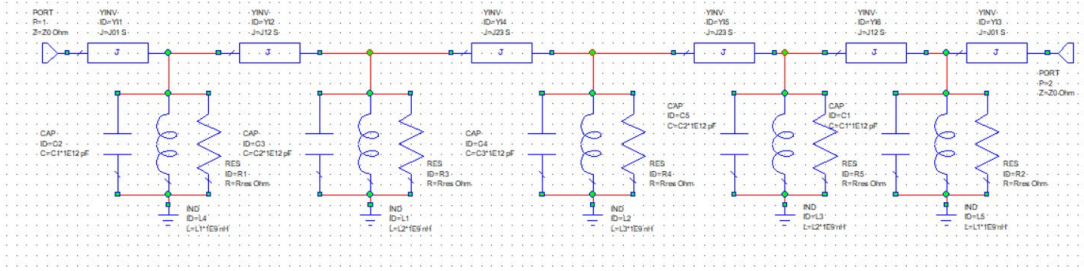 PORT
P=1
Z=Z0 Ohm
YINV
ID=YI1
J=J01 S
YINV
ID=YI2
J=J12 S
YINV
ID=YI4
J=J23 S
YINV
ID=YI5
J=J23 S
YINV
ID=YI6
J=J12 S
YINV
ID=YI3
J=J01 S
J
J
J
J
J
J
PORT
P=2
Z=Z0 Ohm
CAP
ID=C2
C=C1*1E12 pF
RES
ID=R1
R=Rres Ohm
IND
ID=L4
L=L1*1E9 nH
CAP
ID=C3
C=C2*1E12 pF
RES
ID=R3
R=Rres Ohm
IND
ID=L1
L=L2*1E9 nH
CAP
ID=C4
C=C3*1E12 pF
RES
ID=R4
R=Rres Ohm
IND
ID=L2
L=L3*1E9 nH
CAP
ID=C5
C=C2*1E12 pF
RES
ID=R5
R=Rres Ohm
IND
ID=L3
L=L2*1E9 nH
CAP
ID=C1
C=C1*1E12 pF
RES
ID=R2
R=Rres Ohm
IND
ID=L5
L=L1*1E9 nH